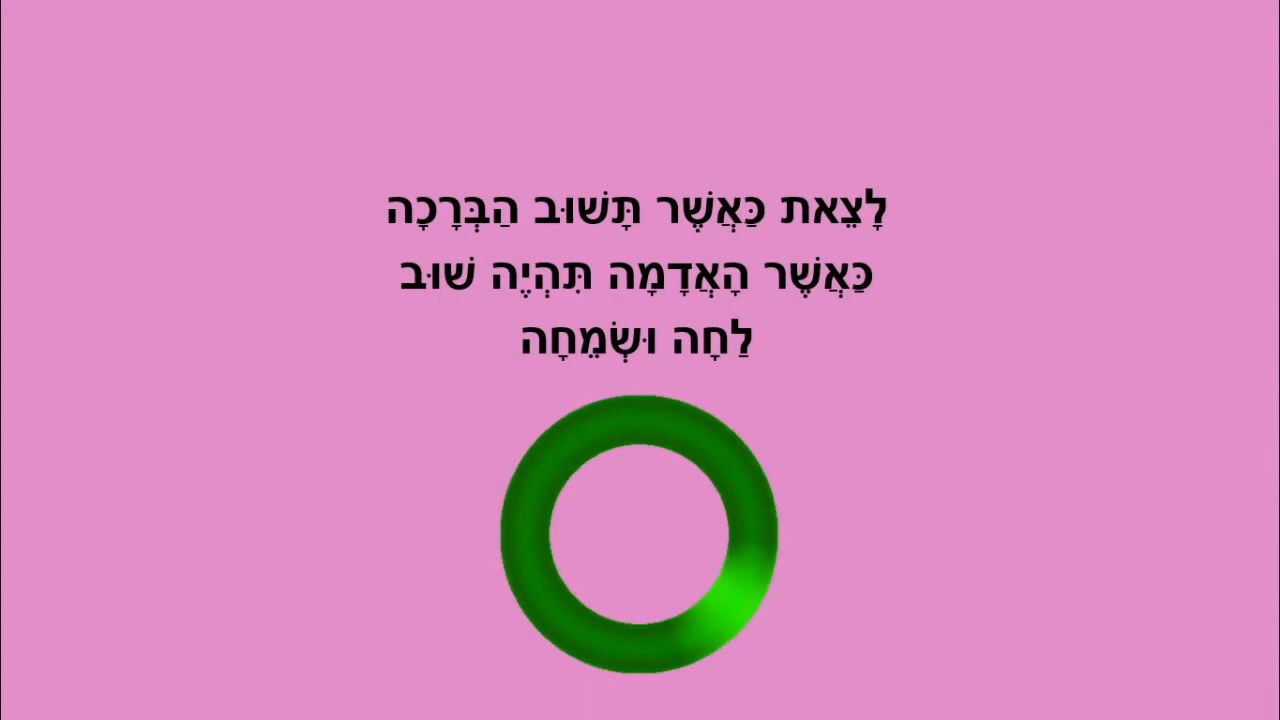 לָצֵאת כַּאֲשֶׁר תָּשׁוּב הַבְּרָכָה
כַּאֲשֶׁר הָאֲדָמָה תִּהְיֶה שׁוּב
לַחָה וּשְׂמֵחָה